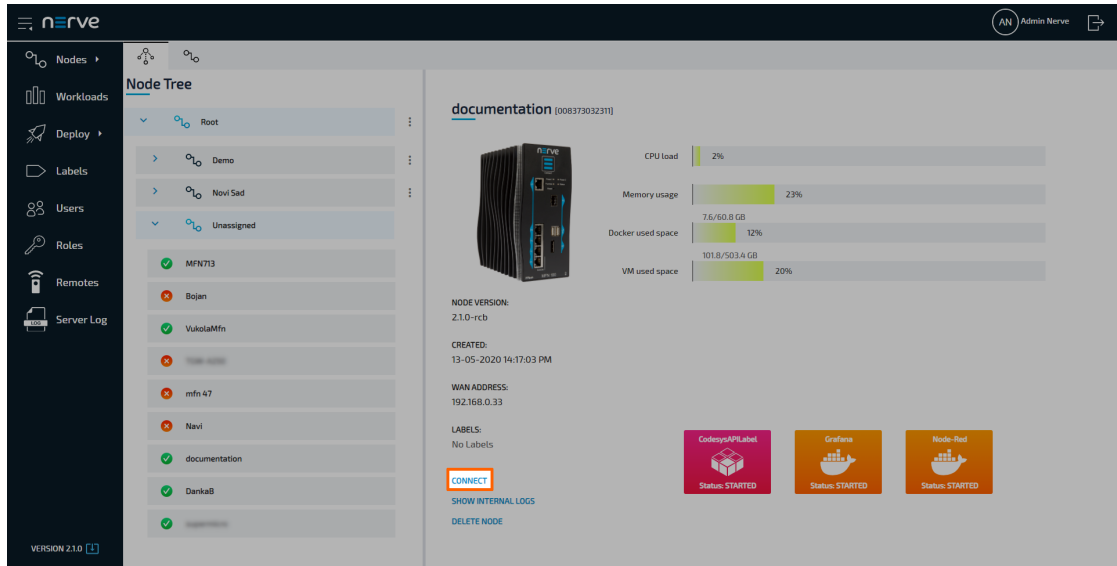 nerve
AN Admin Nerve
Nodes
Workloads
Deploy
Labels
Users
Roles
Remotes
LOG Server Log
VERSION 2.1.0
Node Tree
Root
Demo
Novi Sad
Unassigned
MFN713
Bojan
VukolaMfn
mfn 47
Navi
documentation
DankaB
documentation [008373032311]
nerve
CPU load 2%
Memory usage 23%
7.6/60.8 GB
Docker used space 12%
101.8/503.4 GB
VM used space 20%
NODE VERSION:
2.1.0-rcb
CREATED:
13-05-2020 14:17:03 PM
WAN ADDRESS:
192.168.0.33
LABELS:
No Labels
CONNECT
SHOW INTERNAL LOGS
DELETE NODE
CodesysAPILabel
Status: STARTED
Grafana
Status: STARTED
Node-Red
Status: STARTED